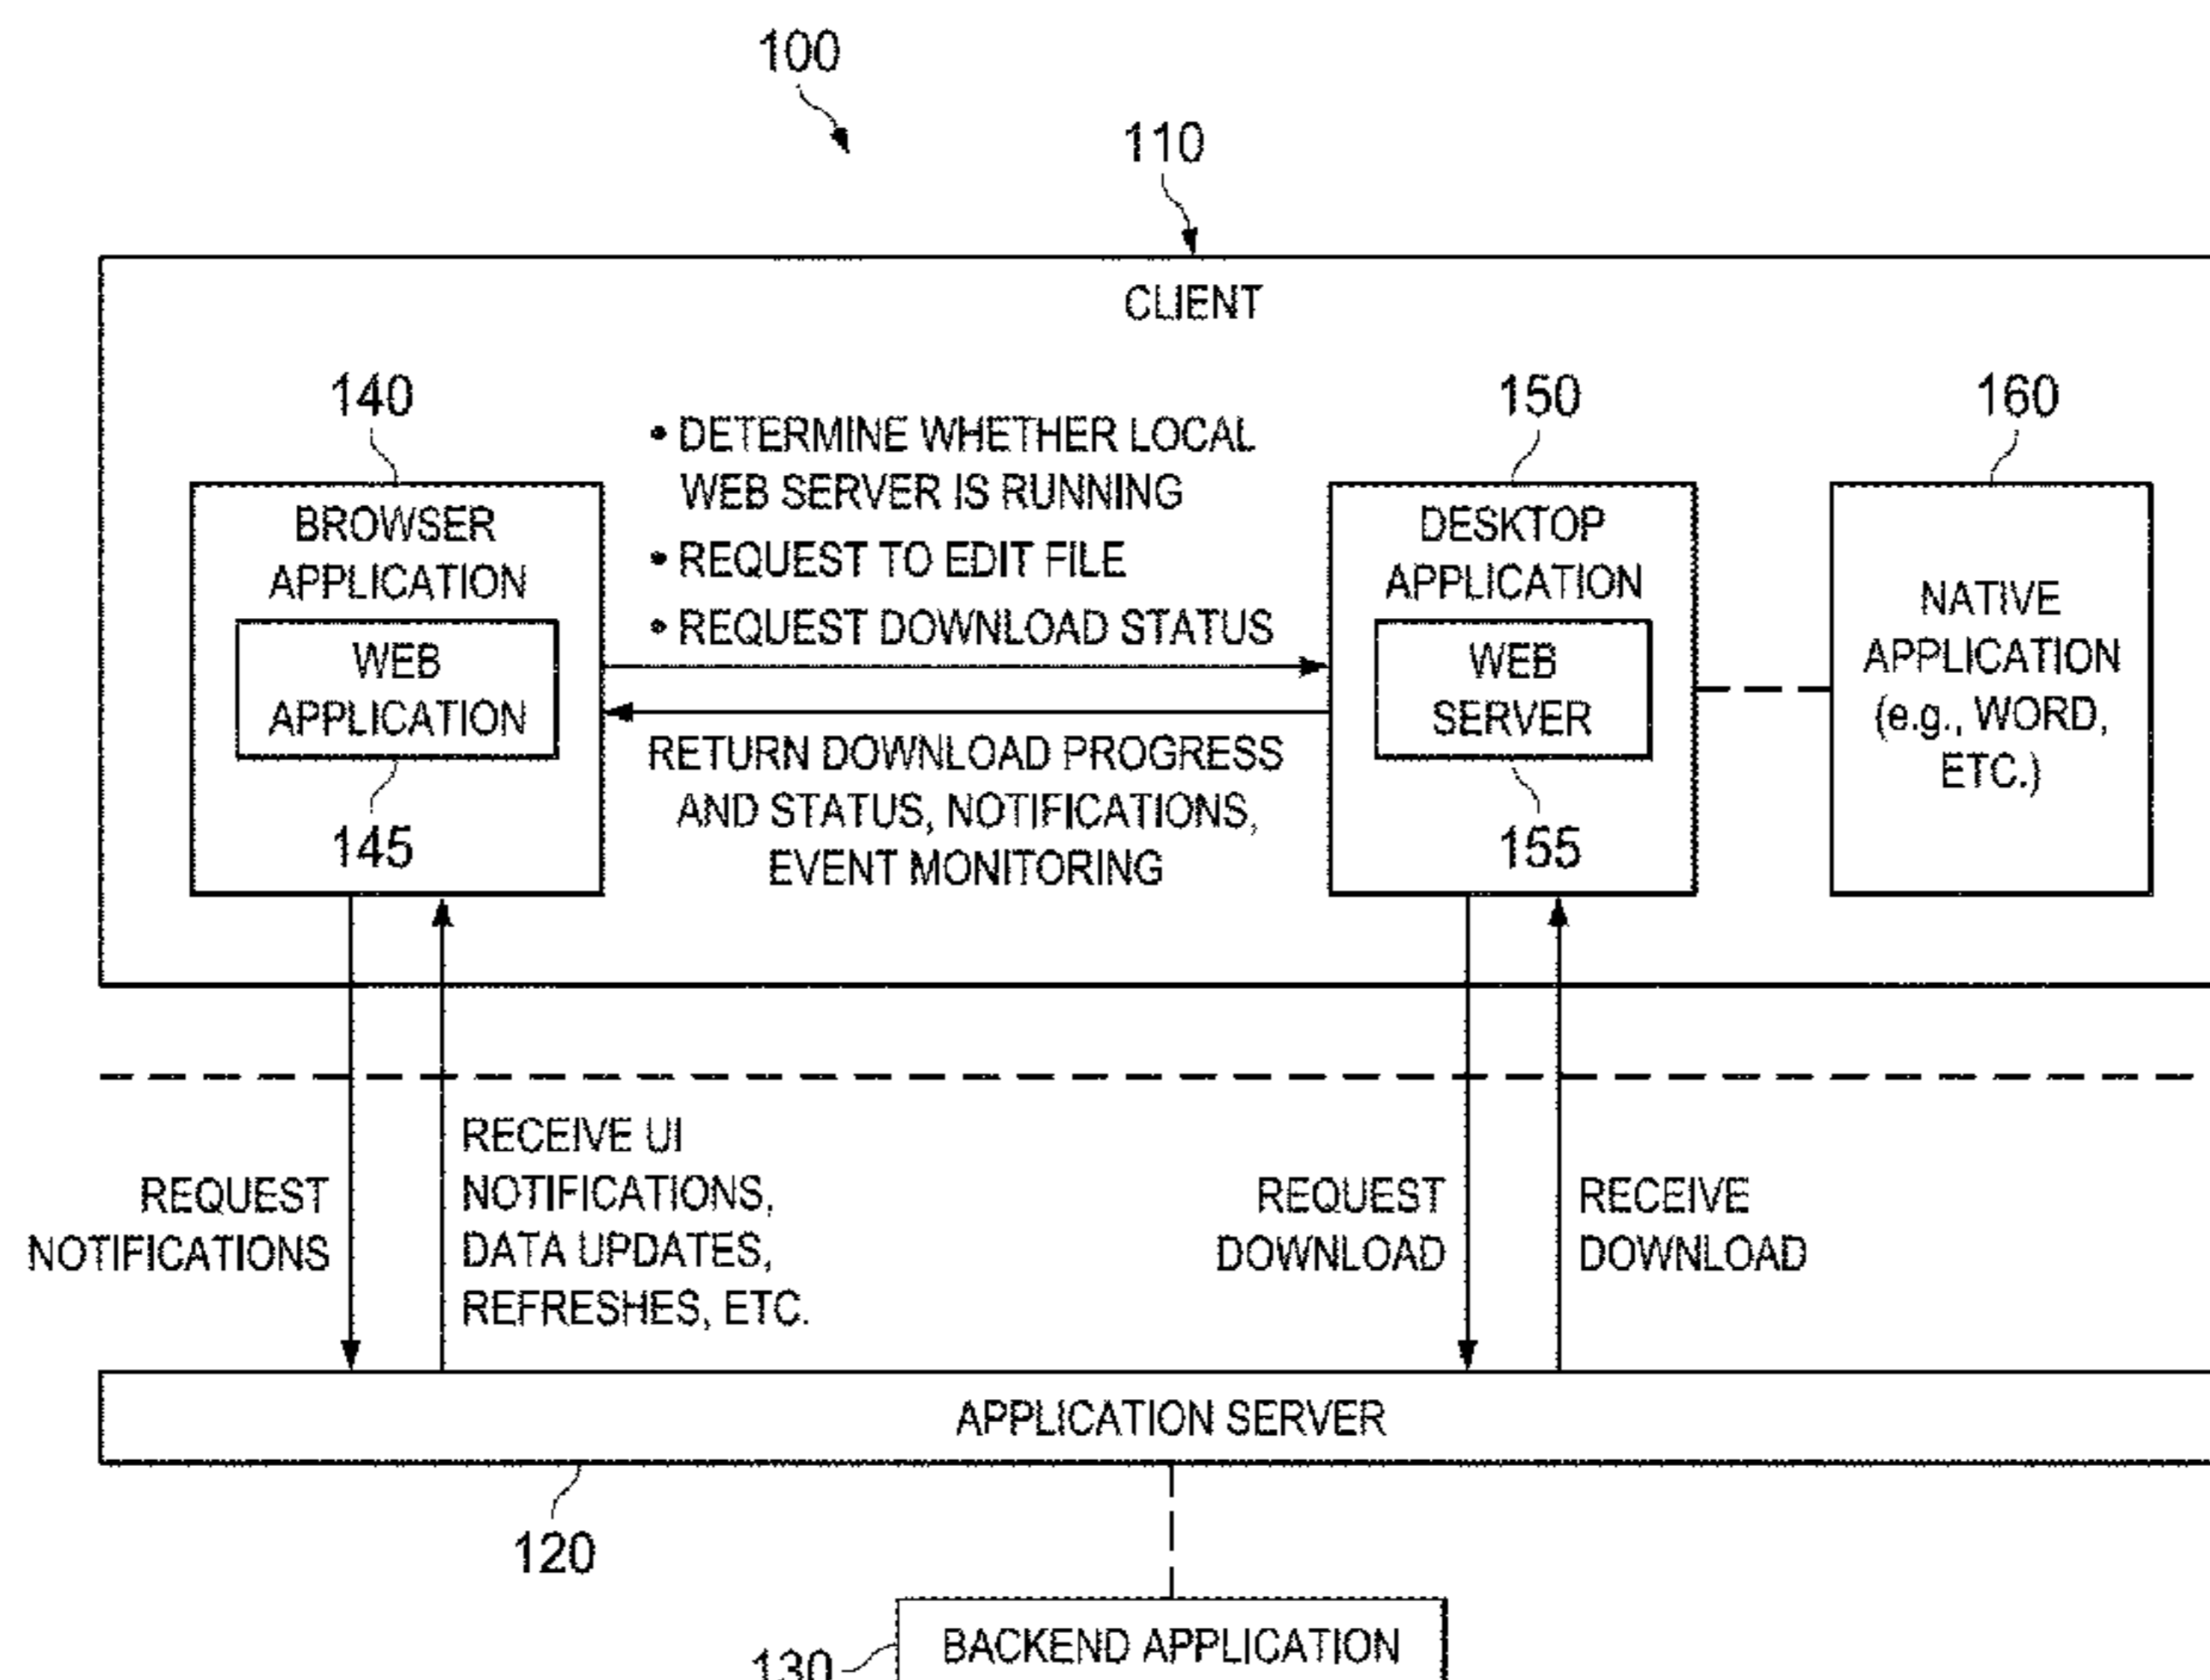 100
110
CLIENT
140
BROWSER
APPLICATION
WEB
APPLICATION
145
• DETERMINE WHETHER LOCAL
WEB SERVER IS RUNNING
• REQUEST TO EDIT FILE
• REQUEST DOWNLOAD STATUS
RETURN DOWNLOAD PROGRESS
AND STATUS, NOTIFICATIONS,
EVENT MONITORING
150
DESKTOP
APPLICATION
WEB
SERVER
155
160
NATIVE
APPLICATION
(e.g., WORD,
ETC.)
REQUEST
NOTIFICATIONS
RECEIVE UI
NOTIFICATIONS,
DATA UPDATES,
REFRESHES, ETC.
REQUEST
DOWNLOAD
RECEIVE
DOWNLOAD
APPLICATION SERVER
120
130
BACKEND APPLICATION